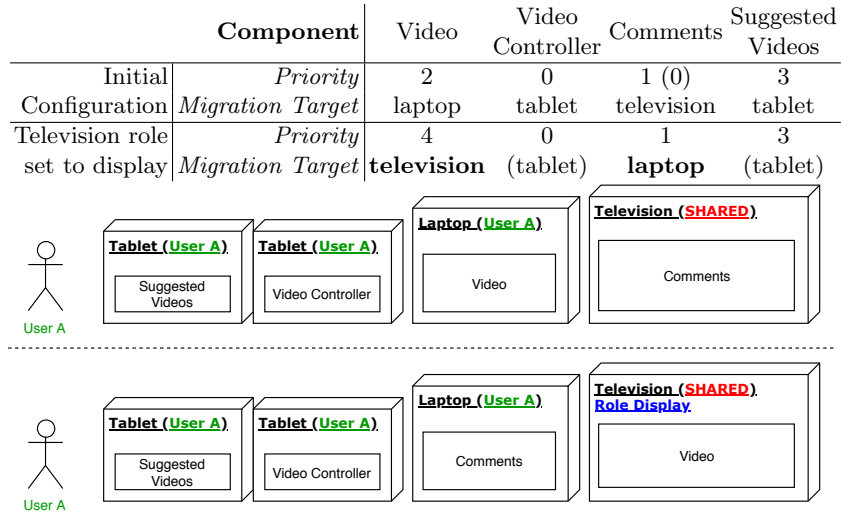 Component Video Video Controller Comments Suggested Videos
Initial Configuration Priority 2 0 1 (0) 3
Migration Target laptop tablet television tablet
Television role set to display Priority 4 0 1 3
Migration Target television (tablet) laptop (tablet)
Tablet (User A)
Suggested
Videos
Tablet (User A)
Video Controller
Laptop (User A)
Video
Television (SHARED)
Comments
User A
Tablet (User A)
Suggested
Videos
Tablet (User A)
Video Controller
Laptop (User A)
Comments
Television (SHARED)
Role Display
Video
User A